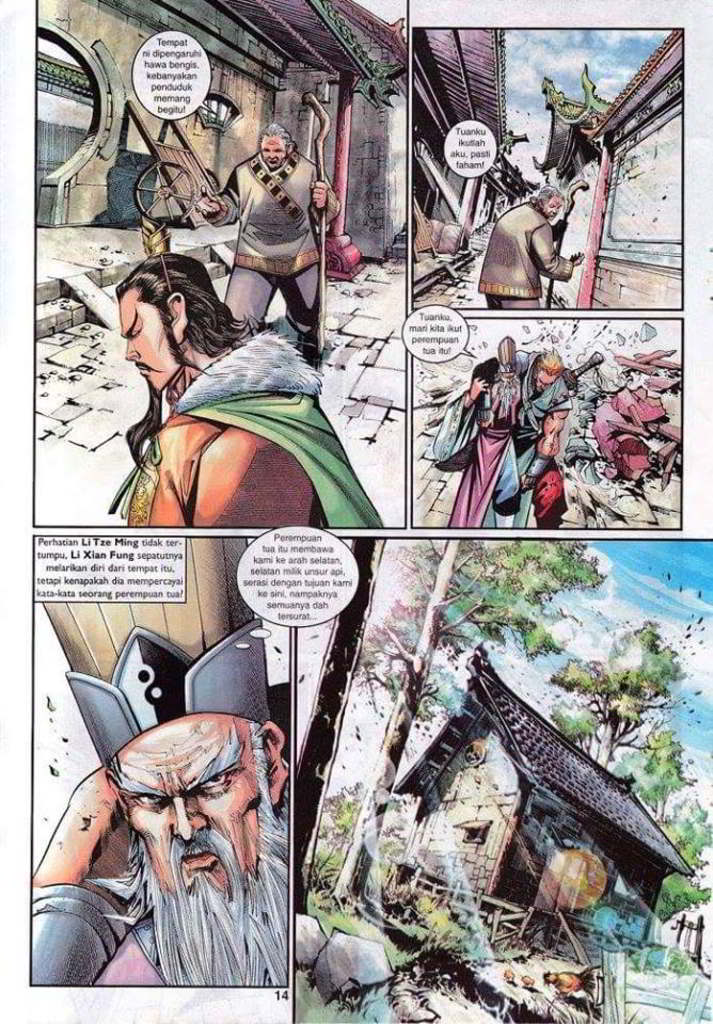 Tempat
ni dipengaruhi
hawa bengis,
kebanyakan
penduduk
memang
begitu!
Tuanku
ikutlah
aku, pasti
faham!
Tuanku,
mari kita ikut
perempuan
tua itu!
Perhatian Li Tze Ming tidak ter-
tumpu, Li Xian Fung sepatutnya
melarikan diri dari tempat itu,
tetapi kenapakah dia mempercayai
kata-kata seorang perempuan tua?
Perempuan
tua itu membawa
kami ke arah selatan,
selatan milik unsur api,
serasi dengan tujuan kami
ke sini, nampaknya
semuanya dah
tersurat...
14